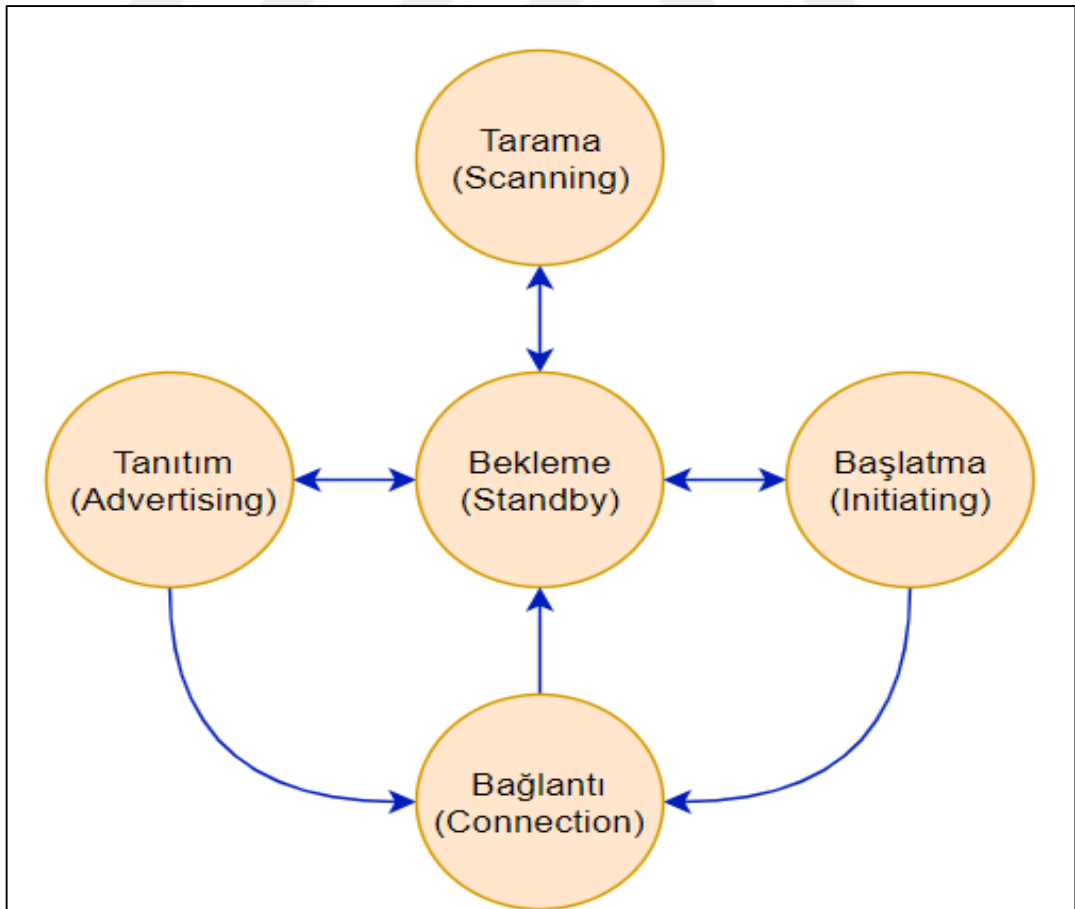 Tarama
(Scanning)
Tanıtım
(Advertising)
Bekleme
(Standby)
Başlatma
(Initiating)
Bağlantı
(Connection)